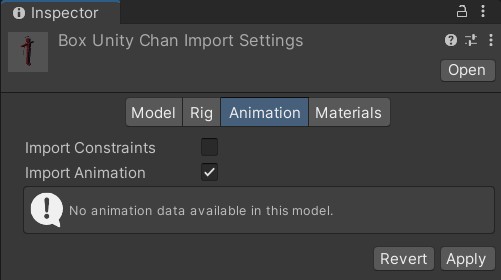 Inspector
Box Unity Chan Import Settings
Open
Model Rig Animation Materials
Import Constraints
Import Animation
No animation data available in this model.
Revert Apply